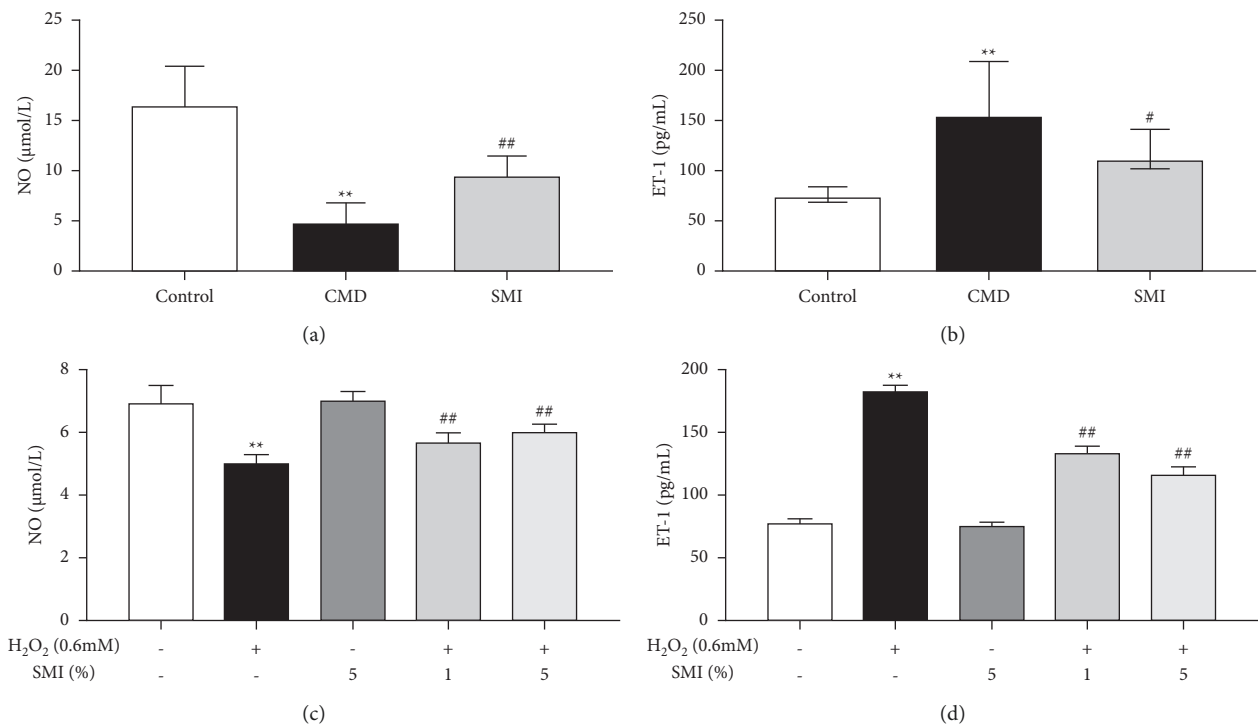 25
20
15
10
5
0
NO (μmol/L)
**
##
Control
CMD
SMI
(a)
250
200
150
100
50
0
ET-1 (pg/mL)
**
#
Control
CMD
SMI
(b)
8
6
4
2
0
NO (μmol/L)
**
##
##
H₂O₂ (0.6mM) - + - + +
SMI (%) - - 5 1 5
(c)
200
150
100
50
0
ET-1 (pg/mL)
**
##
##
H₂O₂ (0.6mM) - + - + +
SMI (%) - - 5 1 5
(d)